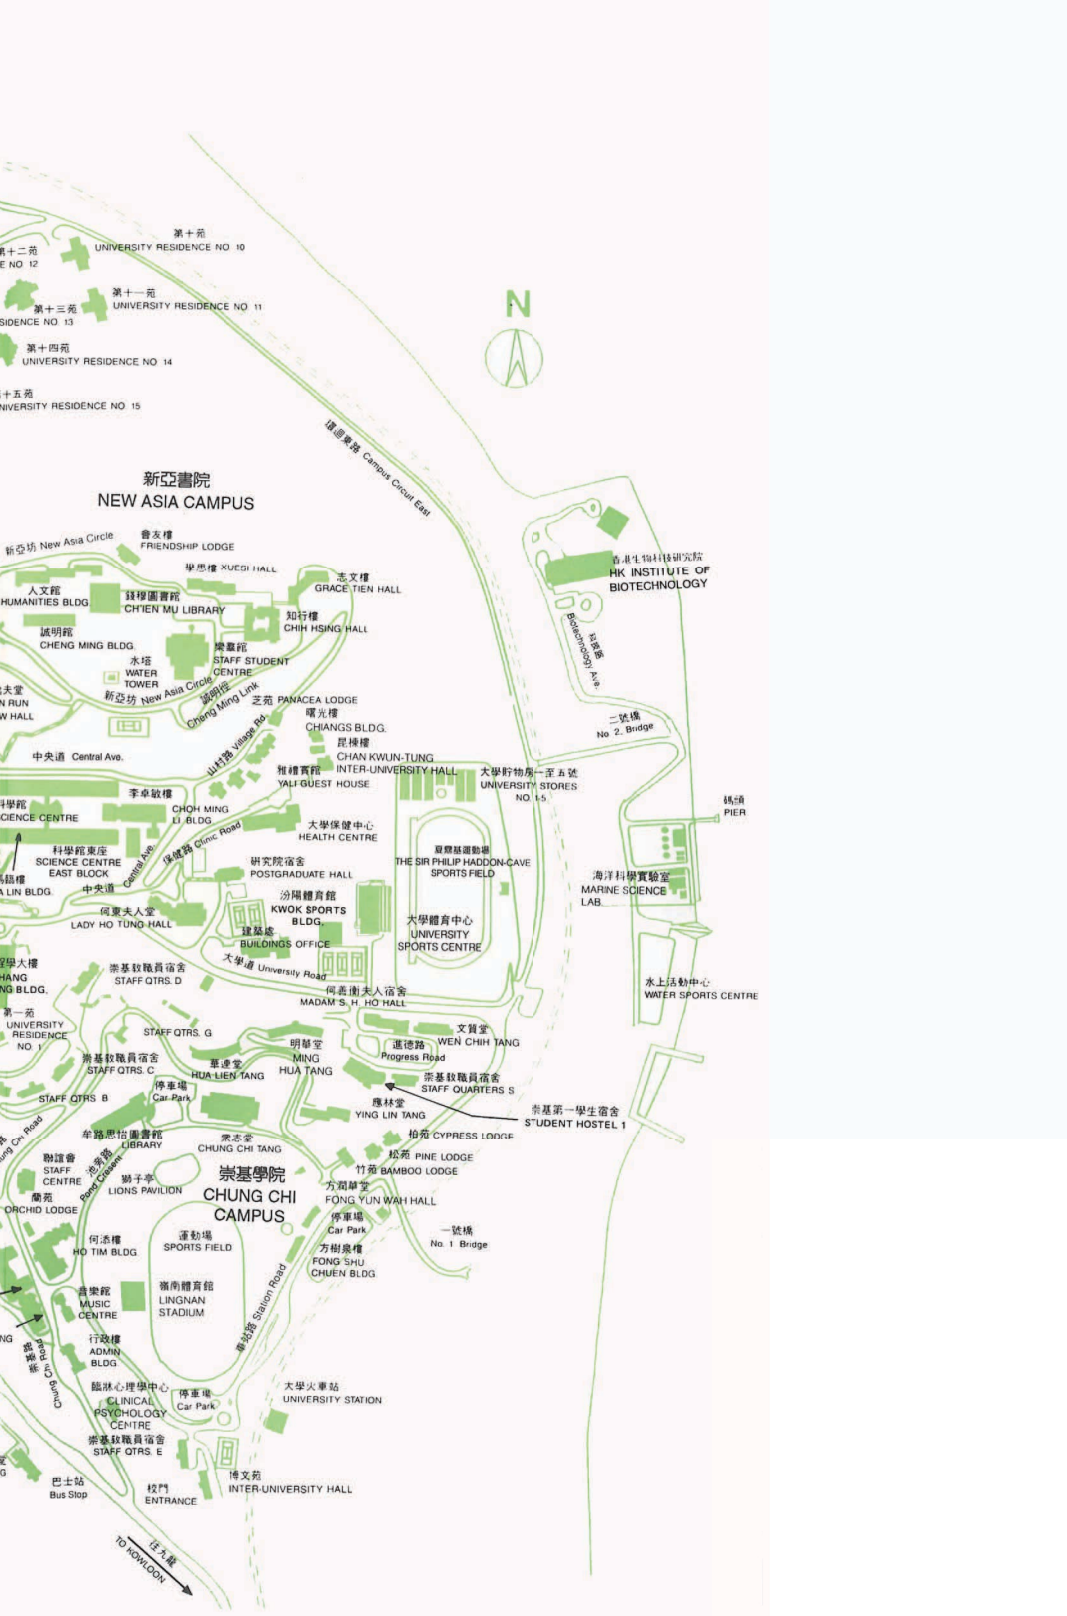 第十苑
UNIVERSITY RESIDENCE NO 10
第十二苑
E NO 12
第十一苑
UNIVERSITY RESIDENCE NO 11
第十三苑
SIDENCE NO 13
第十四苑
UNIVERSITY RESIDENCE NO 14
十五苑
NIVERSITY RESIDENCE NO 15
N
環迴東路 Campus Circuit East
新亞書院
NEW ASIA CAMPUS
新亞坊 New Asia Circle
會友樓
FRIENDSHIP LODGE
學思樓 XUESI HALL
志文樓
GRACE TIEN HALL
人文館
HUMANITIES BLDG.
錢穆圖書館
CH'IEN MU LIBRARY
知行樓
CHIH HSING HALL
誠明館
CHENG MING BLDG.
樂羣館
STAFF STUDENT
CENTRE
水塔
WATER
TOWER
新亞坊 New Asia Circle
誠明徑
Cheng Ming Link
夫堂
N RUN
W HALL
芝苑 PANACEA LODGE
曙光樓
CHIANGS BLDG.
昆棟樓
CHAN KWUN-TUNG
INTER-UNIVERSITY HALL
山村路 Village Rd.
中央道 Central Ave.
雅禮賓館
YALI GUEST HOUSE
香港生物科技研究院
HK INSTITUTE OF
BIOTECHNOLOGY
科技路
Biotechnology Ave.
二號橋
No. 2. Bridge
大學貯物房一至五號
UNIVERSITY STORES
NO. 1-5
碼頭
PIER
李卓敏樓
CHOH MING
LI BLDG.
科學館
CIENCE CENTRE
科學館東座
SCIENCE CENTRE
EAST BLOCK
Central Ave.
保健路 Clinic Road
大學保健中心
HEALTH CENTRE
A LIN BLDG.
中央道
研究院宿舍
POSTGRADUATE HALL
夏鼎基運動場
THE SIR PHILIP HADDON-CAVE
SPORTS FIELD
海洋科學實驗室
MARINE SCIENCE
LAB.
何東夫人堂
LADY HO TUNG HALL
汾陽體育館
KWOK SPORTS
BLDG.
大學體育中心
UNIVERSITY
SPORTS CENTRE
建築處
BUILDINGS OFFICE
大學道 University Road
程學大樓
HANG
NG BLDG.
崇基教職員宿舍
STAFF QTRS. D
何善衡夫人宿舍
MADAM S. H. HO HALL
水上活動中心
WATER SPORTS CENTRE
第一苑
UNIVERSITY
RESIDENCE
NO. 1
STAFF QTRS. G
明華堂
MING
HUA TANG
文質堂
WEN CHIH TANG
進德路
Progress Road
崇基教職員宿舍
STAFF QTRS. C
華連堂
HUA LIEN TANG
崇基教職員宿舍
STAFF QUARTERS S
停車場
Car Park
STAFF QTRS B
應林堂
YING LIN TANG
崇基第一學生宿舍
STUDENT HOSTEL 1
牟路思怡圖書館
LIBRARY
眾志堂
CHUNG CHI TANG
柏苑 CYPRESS LODGE
松苑 PINE LODGE
竹苑 BAMBOO LODGE
聯誼會
STAFF
CENTRE
池旁路
Pond Cresent
獅子亭
LIONS PAVILION
崇基學院
CHUNG CHI
CAMPUS
蘭苑
ORCHID LODGE
方潤華堂
FONG YUN WAH HALL
停車場
Car Park
一號橋
No. 1 Bridge
何添樓
HO TIM BLDG.
運動場
SPORTS FIELD
方樹泉樓
FONG SHU
CHUEN BLDG.
音樂館
MUSIC
CENTRE
嶺南體育館
LINGNAN
STADIUM
車站路 Station Road
崇基路
Chung Chi Road
行政樓
ADMIN
BLDG.
臨牀心理學中心
CLINICAL
PSYCHOLOGY
CENTRE
停車場
Car Park
大學火車站
UNIVERSITY STATION
崇基教職員宿舍
STAFF QTRS. E
巴士站
Bus Stop
校門
ENTRANCE
博文苑
INTER-UNIVERSITY HALL
往九龍
TO KOWLOON